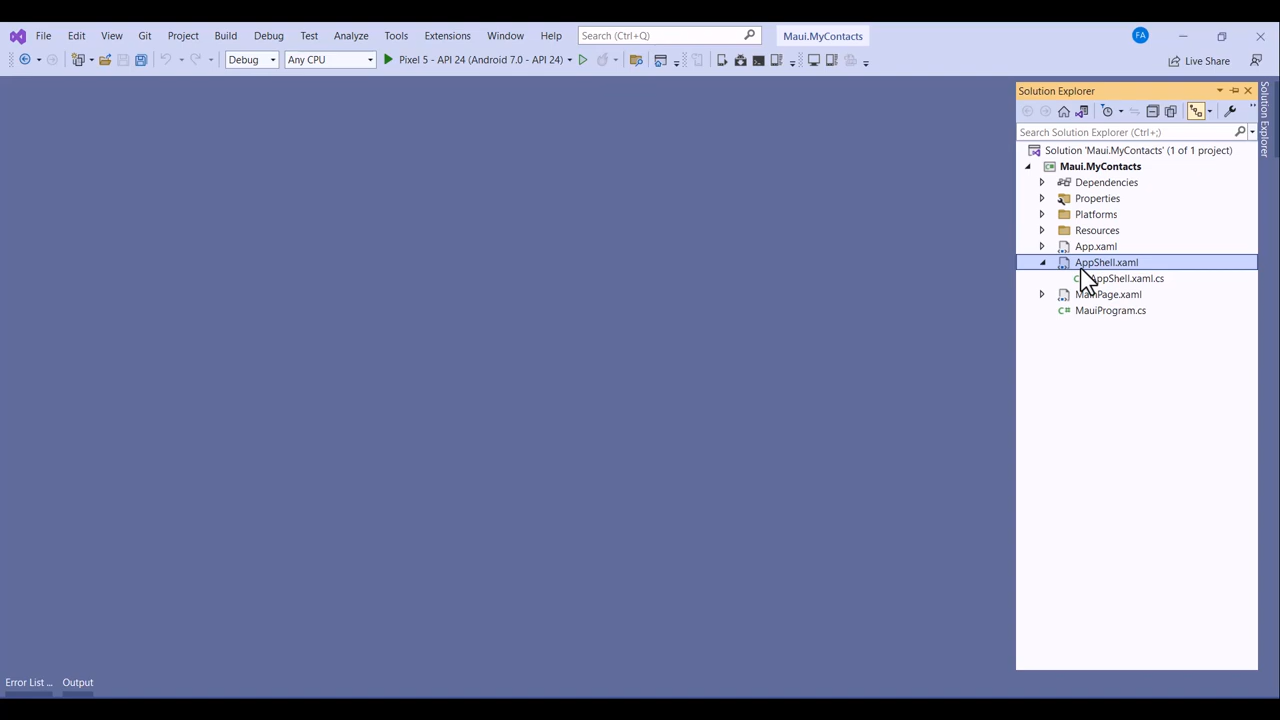 File Edit View Git Project Build Debug Test Analyze Tools Extensions Window Help Search (Ctrl+Q) Maui.MyContacts FA
Debug Any CPU Pixel 5 - API 24 (Android 7.0 - API 24) Live Share
Solution Explorer
Solution Explorer
Search Solution Explorer (Ctrl+;)
Solution 'Maui.MyContacts' (1 of 1 project)
C# Maui.MyContacts
Dependencies
Properties
Platforms
Resources
App.xaml
AppShell.xaml
AppShell.xaml.cs
MainPage.xaml
C# MauiProgram.cs
Error List ... Output